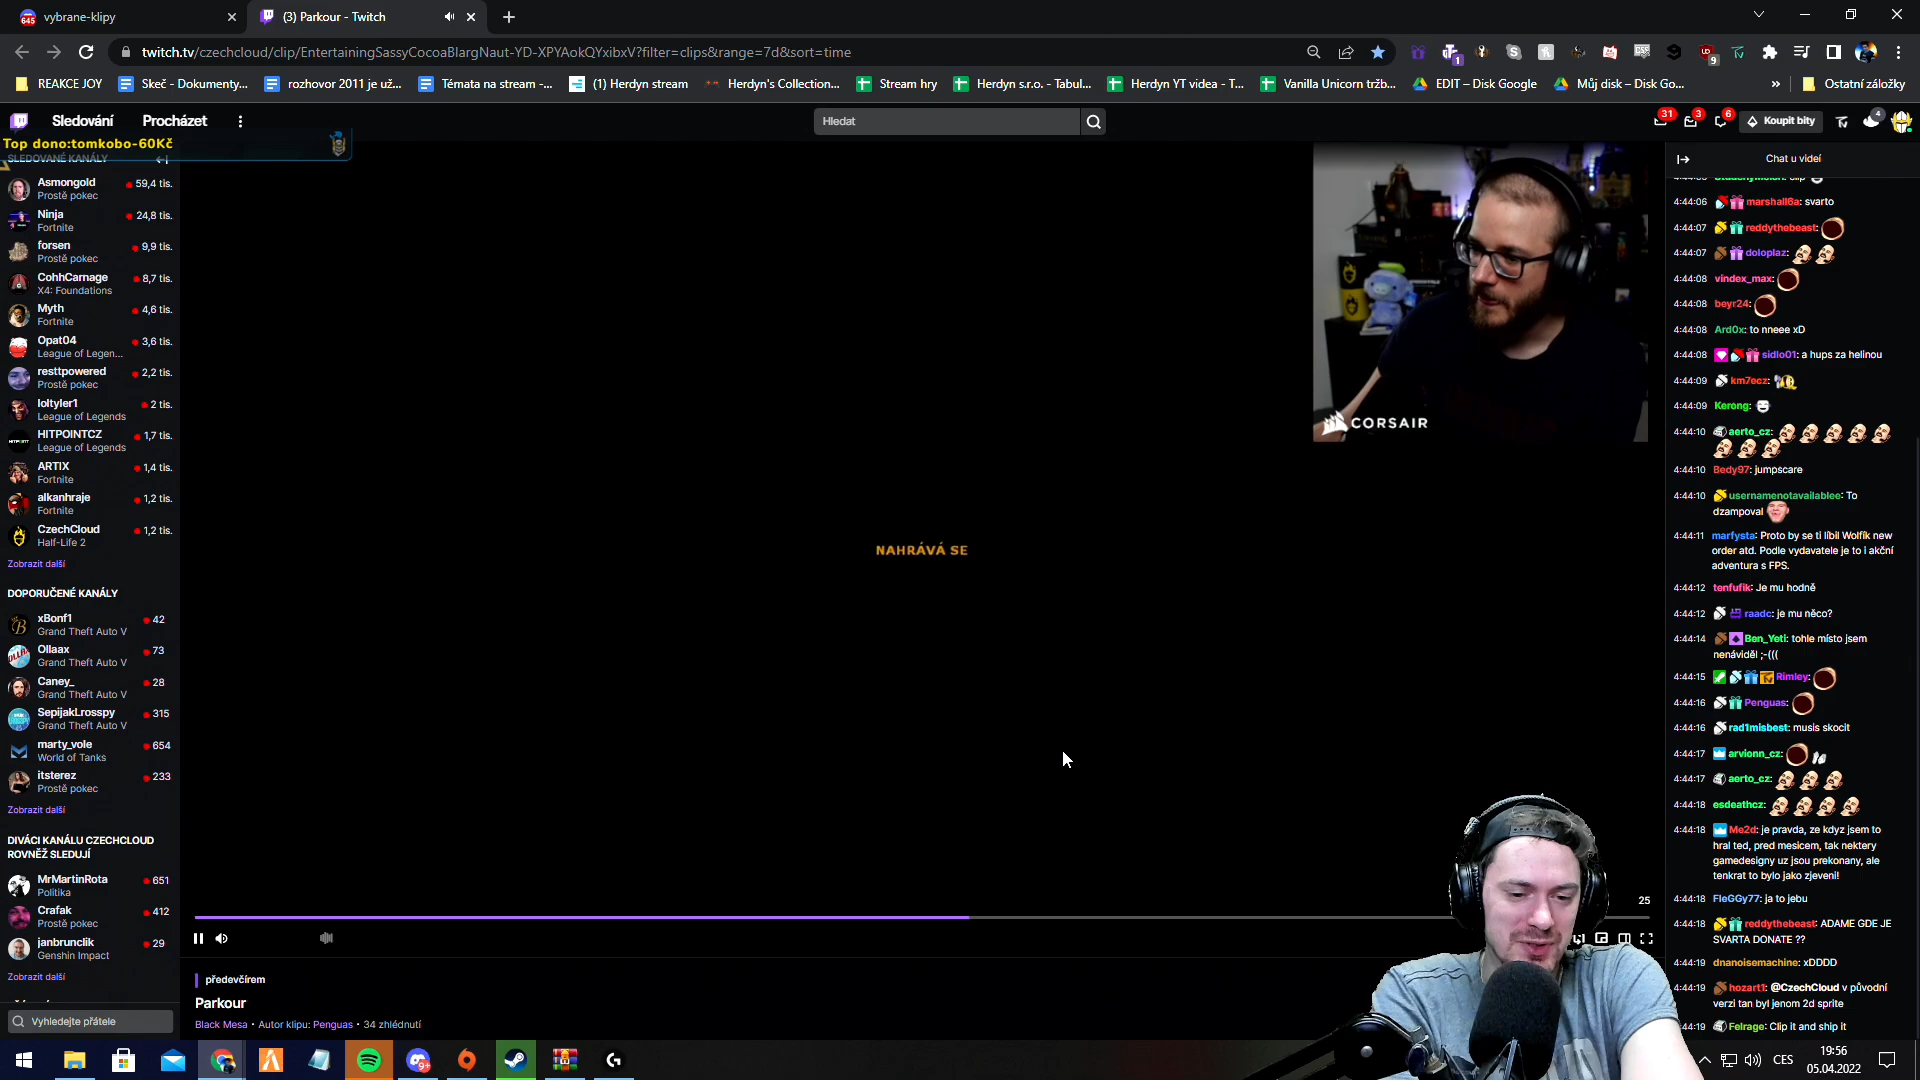 vybrane-klipy
(3) Parkour - Twitch
twitch.tv/czechcloud/clip/EntertainingSassyCocoaBlargNaut-YD-XPYAokQYxibxV?filter=clips&range=7d&sort=time
REAKCE JOY
Skeč - Dokumenty...
rozhovor 2011 je už...
Témata na stream -...
(1) Herdyn stream
Herdyn's Collection...
Stream hry
Herdyn s.r.o. - Tabul...
Herdyn YT videa - T...
Vanilla Unicorn tržb...
EDIT – Disk Google
Můj disk – Disk Go...
Ostatní záložky
Sledování
Procházet
Hledat
31
3
6
Koupit bity
4
Top dono:tomkobo-60Kč
SLEDOVANÉ KANÁLY
Asmongold 59,4 tis.
Prostě pokec
Ninja 24,8 tis.
Fortnite
forsen 9,9 tis.
Prostě pokec
CohhCarnage 8,7 tis.
X4: Foundations
Myth 4,6 tis.
Fortnite
Opat04 3,6 tis.
League of Legen...
resttpowered 2,2 tis.
Prostě pokec
loltyler1 2 tis.
League of Legends
HITPOINTCZ 1,7 tis.
League of Legends
ARTIX 1,4 tis.
Fortnite
alkanhraje 1,2 tis.
Fortnite
CzechCloud 1,2 tis.
Half-Life 2
Zobrazit další
DOPORUČENÉ KANÁLY
xBonf1 42
Grand Theft Auto V
Ollaax 73
Grand Theft Auto V
Caney_ 28
Grand Theft Auto V
SepijakLrosspy 315
Grand Theft Auto V
marty_vole 654
World of Tanks
itsterez 233
Prostě pokec
Zobrazit další
DIVÁCI KANÁLU CZECHCLOUD
ROVNĚŽ SLEDUJÍ
MrMartinRota 651
Politika
Crafak 412
Prostě pokec
janbrunclik 29
Genshin Impact
Zobrazit další
Vyhledejte přátele
CORSAIR
NAHRÁVÁ SE
25
předevčírem
Parkour
Black Mesa • Autor klipu: Penguas • 34 zhlédnutí
Chat u videí
4:44:06 marshall6a: svarto
4:44:07 reddythebeast:
4:44:07 doloplaz:
4:44:08 vindex_max:
4:44:08 beyr24:
4:44:08 Ard0x: to nneee xD
4:44:08 sidlo01: a hups za helinou
4:44:09 km7ecz:
4:44:09 Kerong:
4:44:10 aerto_cz:
4:44:10 Bedy97: jumpscare
4:44:10 usernamenotavailablee: To
dzampoval
4:44:11 marfysta: Proto by se ti líbil Wolfík new
order atd. Podle vydavatele je to i akční
adventura s FPS.
4:44:12 tenfufik: Je mu hodně
4:44:12 raadc: je mu něco?
4:44:14 Ben_Yeti: tohle místo jsem
nenáviděl ;-(((
4:44:15 Rimley:
4:44:16 Penguas:
4:44:16 rad1misbest: musis skocit
4:44:17 arvionn_cz:
4:44:17 aerto_cz:
4:44:18 esdeathcz:
4:44:18 Me2d: je pravda, ze kdyz jsem to
hral ted, pred mesicem, tak nektery
gamedesigny uz jsou prekonany, ale
tenkrat to bylo jako zjeveni!
4:44:18 FleGGy77: ja to jebu
4:44:18 reddythebeast: ADAME GDE JE
SVARTA DONATE ??
4:44:19 dnanoisemachine: xDDDD
4:44:19 hozart1: @CzechCloud v původní
verzi tan byl jenom 2d sprite
44:19 Felrage: Clip it and ship it
CES
19:56
05.04.2022